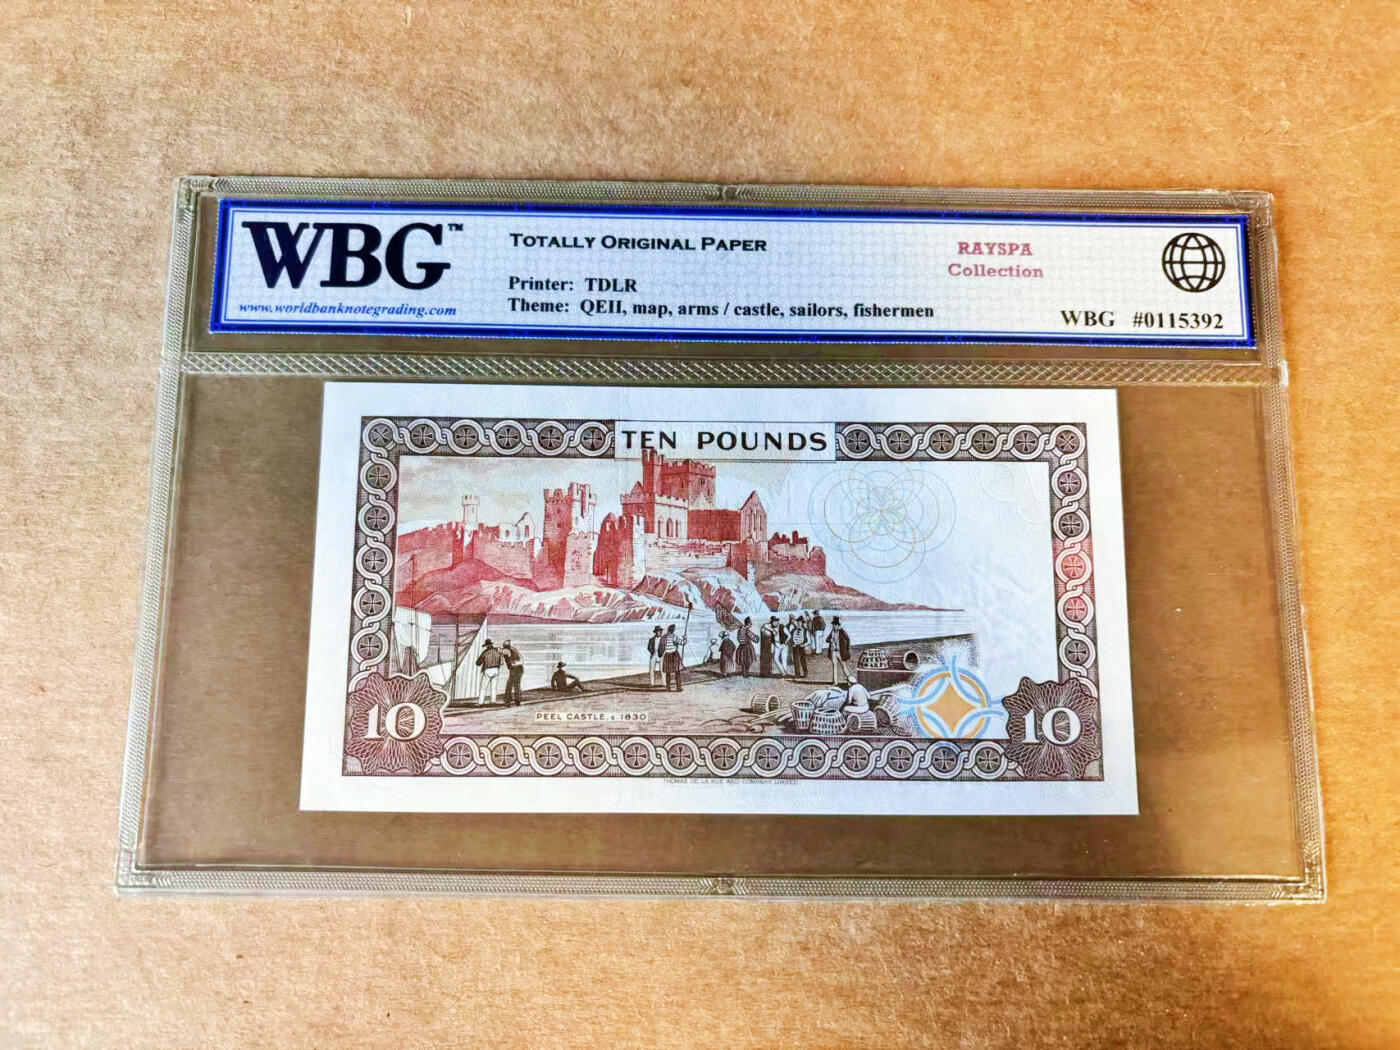 WBG™
www.worldbanknotegrading.com
TOTALLY ORIGINAL PAPER
Printer: TDLR
Theme: QEII, map, arms / castle, sailors, fishermen
RAYSPA
Collection
WBG #0115392
TEN POUNDS
PEEL CASTLE, c 1830
10
10
THOMAS DE LA RUE AND COMPANY LIMITED